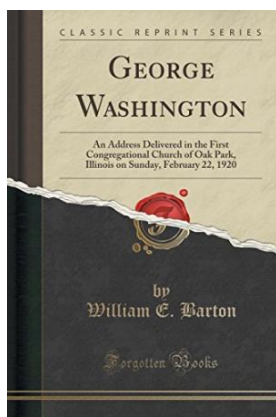 CLASSIC REPRINT SERIES
GEORGE
WASHINGTON
An Address Delivered in the First
Congregational Church of Oak Park,
Illinois on Sunday, February 22, 1920
by
William E. Barton
Forgotten Books